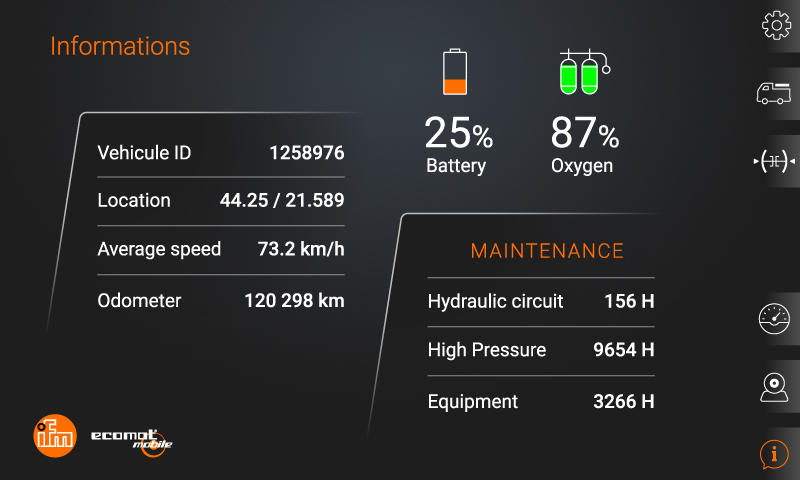 Informations
25%
Battery
87%
Oxygen
Vehicule ID 1258976
Location 44.25 / 21.589
Average speed 73.2 km/h
Odometer 120 298 km
MAINTENANCE
Hydraulic circuit 156 H
High Pressure 9654 H
Equipment 3266 H
ifm
ecomat
mobile
i